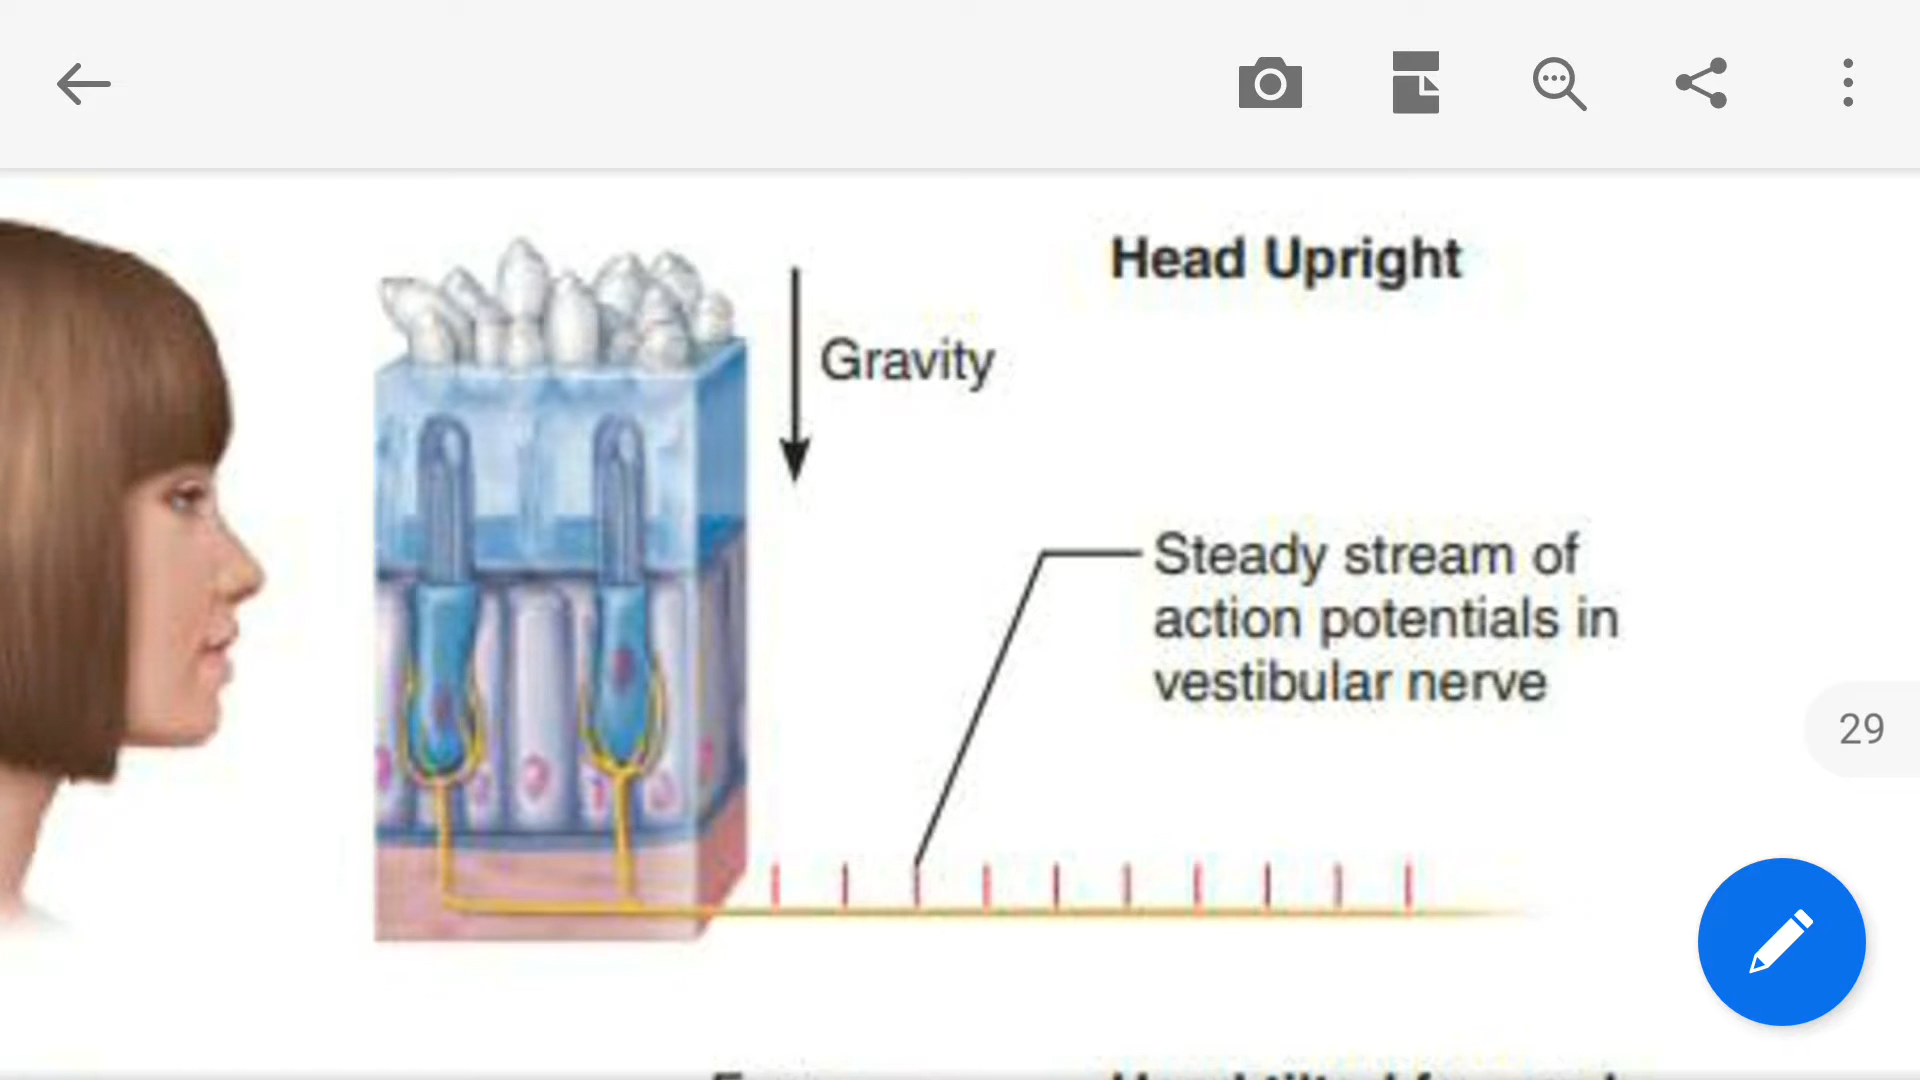 Head Upright
Gravity
Steady stream of
action potentials in
vestibular nerve
29